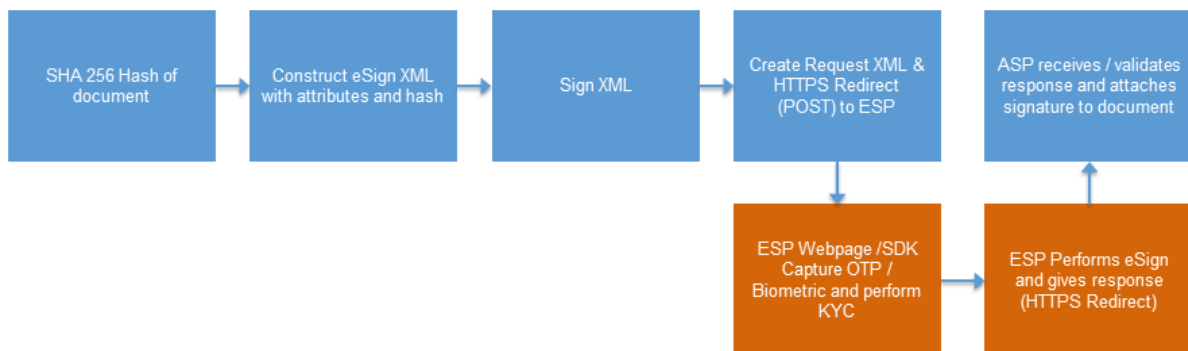 SHA 256 Hash of
document
Construct eSign XML
with attributes and hash
Sign XML
Create Request XML &
HTTPS Redirect
(POST) to ESP
ASP receives / validates
response and attaches
signature to document
ESP Webpage /SDK
Capture OTP /
Biometric and perform
KYC
ESP Performs eSign
and gives response
(HTTPS Redirect)